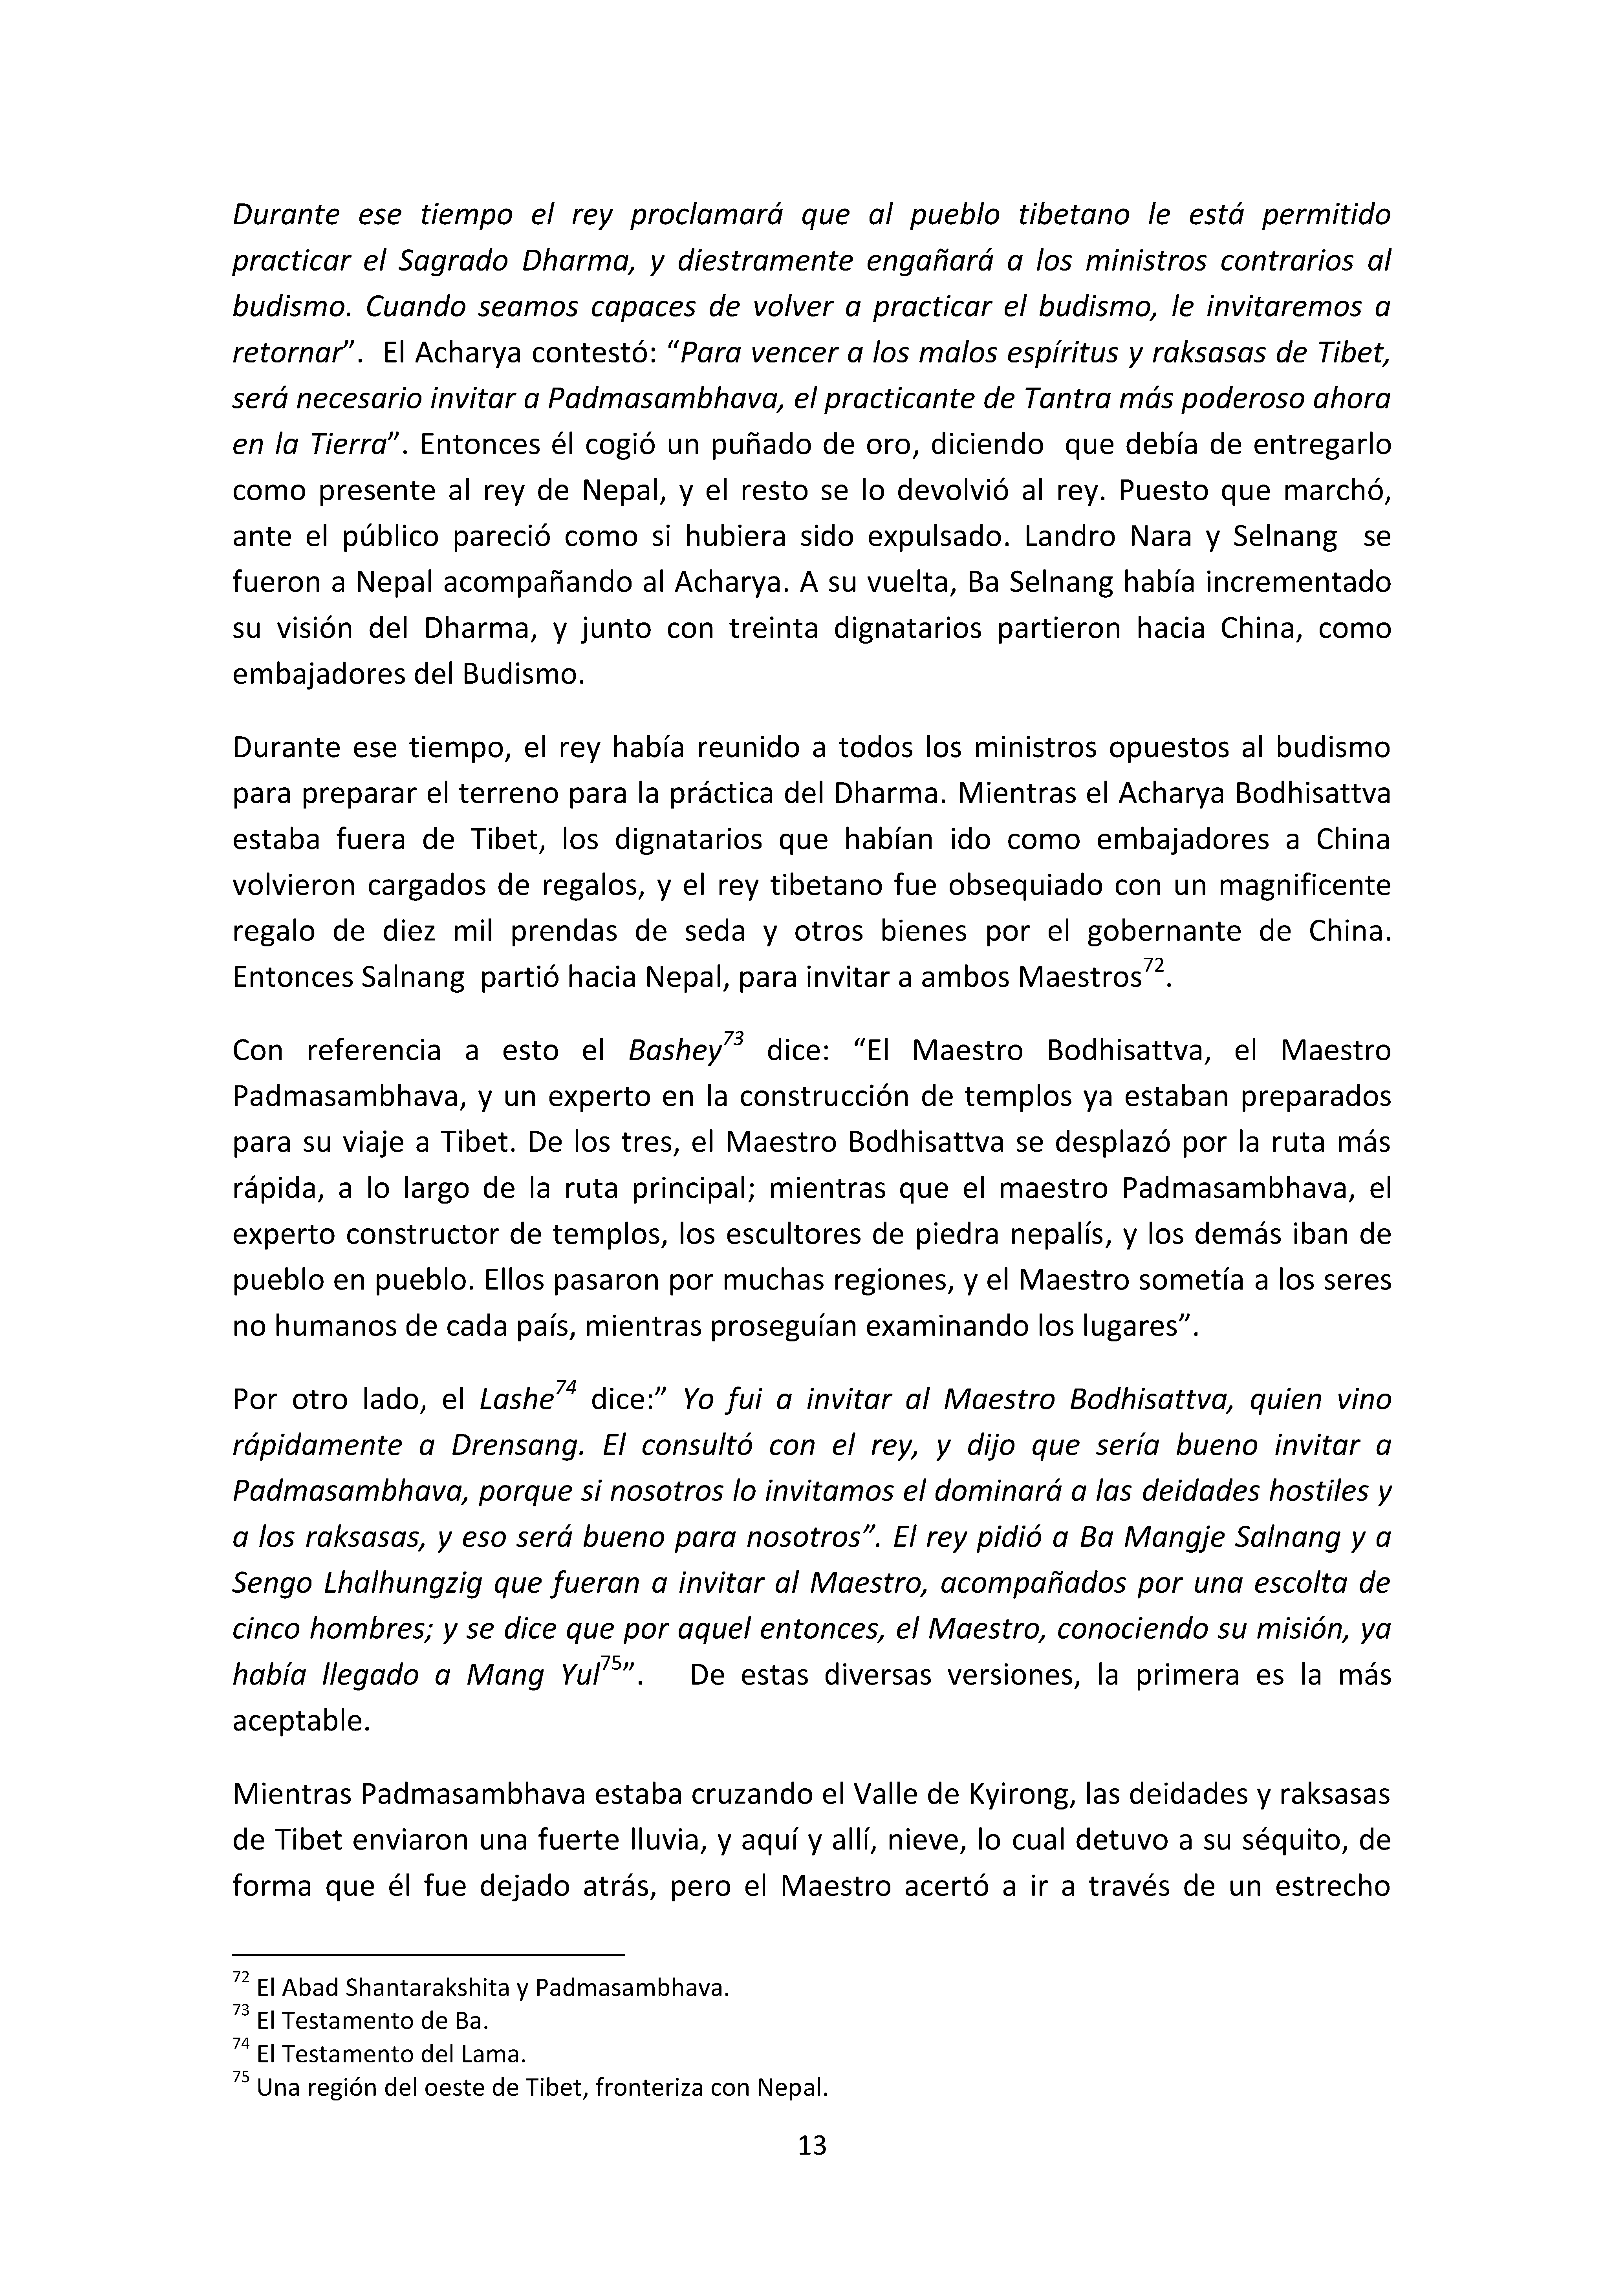 Durante ese tiempo el rey proclamará que al pueblo tibetano le está permitido
practicar el Sagrado Dharma, y diestramente engañará a los ministros contrarios al
budismo. Cuando seamos capaces de volver a practicar el budismo, le invitaremos a
retornar”.  El Acharya contestó: “Para vencer a los malos espíritus y raksasas de Tibet,
será necesario invitar a Padmasambhava, el practicante de Tantra más poderoso ahora
en la Tierra”. Entonces él cogió un puñado de oro, diciendo  que debía de entregarlo
como presente al rey de Nepal, y el resto se lo devolvió al rey. Puesto que marchó,
ante el público pareció como si hubiera sido expulsado. Landro Nara y Selnang  se
fueron a Nepal acompañando al Acharya. A su vuelta, Ba Selnang había incrementado
su visión del Dharma, y junto con treinta dignatarios partieron hacia China, como
embajadores del Budismo.
Durante ese tiempo, el rey había reunido a todos los ministros opuestos al budismo
para preparar el terreno para la práctica del Dharma. Mientras el Acharya Bodhisattva
estaba fuera de Tibet, los dignatarios que habían ido como embajadores a China
volvieron cargados de regalos, y el rey tibetano fue obsequiado con un magnificente
regalo de diez mil prendas de seda y otros bienes por el gobernante de China.
Entonces Salnang  partió hacia Nepal, para invitar a ambos Maestros72.
Con referencia a esto el Bashey73 dice: “El Maestro Bodhisattva, el Maestro
Padmasambhava, y un experto en la construcción de templos ya estaban preparados
para su viaje a Tibet. De los tres, el Maestro Bodhisattva se desplazó por la ruta más
rápida, a lo largo de la ruta principal; mientras que el maestro Padmasambhava, el
experto constructor de templos, los escultores de piedra nepalís, y los demás iban de
pueblo en pueblo. Ellos pasaron por muchas regiones, y el Maestro sometía a los seres
no humanos de cada país, mientras proseguían examinando los lugares”.
Por otro lado, el Lashe74 dice:” Yo fui a invitar al Maestro Bodhisattva, quien vino
rápidamente a Drensang. El consultó con el rey, y dijo que sería bueno invitar a
Padmasambhava, porque si nosotros lo invitamos el dominará a las deidades hostiles y
a los raksasas, y eso será bueno para nosotros”. El rey pidió a Ba Mangje Salnang y a
Sengo Lhalhungzig que fueran a invitar al Maestro, acompañados por una escolta de
cinco hombres; y se dice que por aquel entonces, el Maestro, conociendo su misión, ya
había llegado a Mang Yul75”.   De estas diversas versiones, la primera es la más
aceptable.
Mientras Padmasambhava estaba cruzando el Valle de Kyirong, las deidades y raksasas
de Tibet enviaron una fuerte lluvia, y aquí y allí, nieve, lo cual detuvo a su séquito, de
forma que él fue dejado atrás, pero el Maestro acertó a ir a través de un estrecho
72 El Abad Shantarakshita y Padmasambhava.
73 El Testamento de Ba.
74 El Testamento del Lama.
75 Una región del oeste de Tibet, fronteriza con Nepal.
13